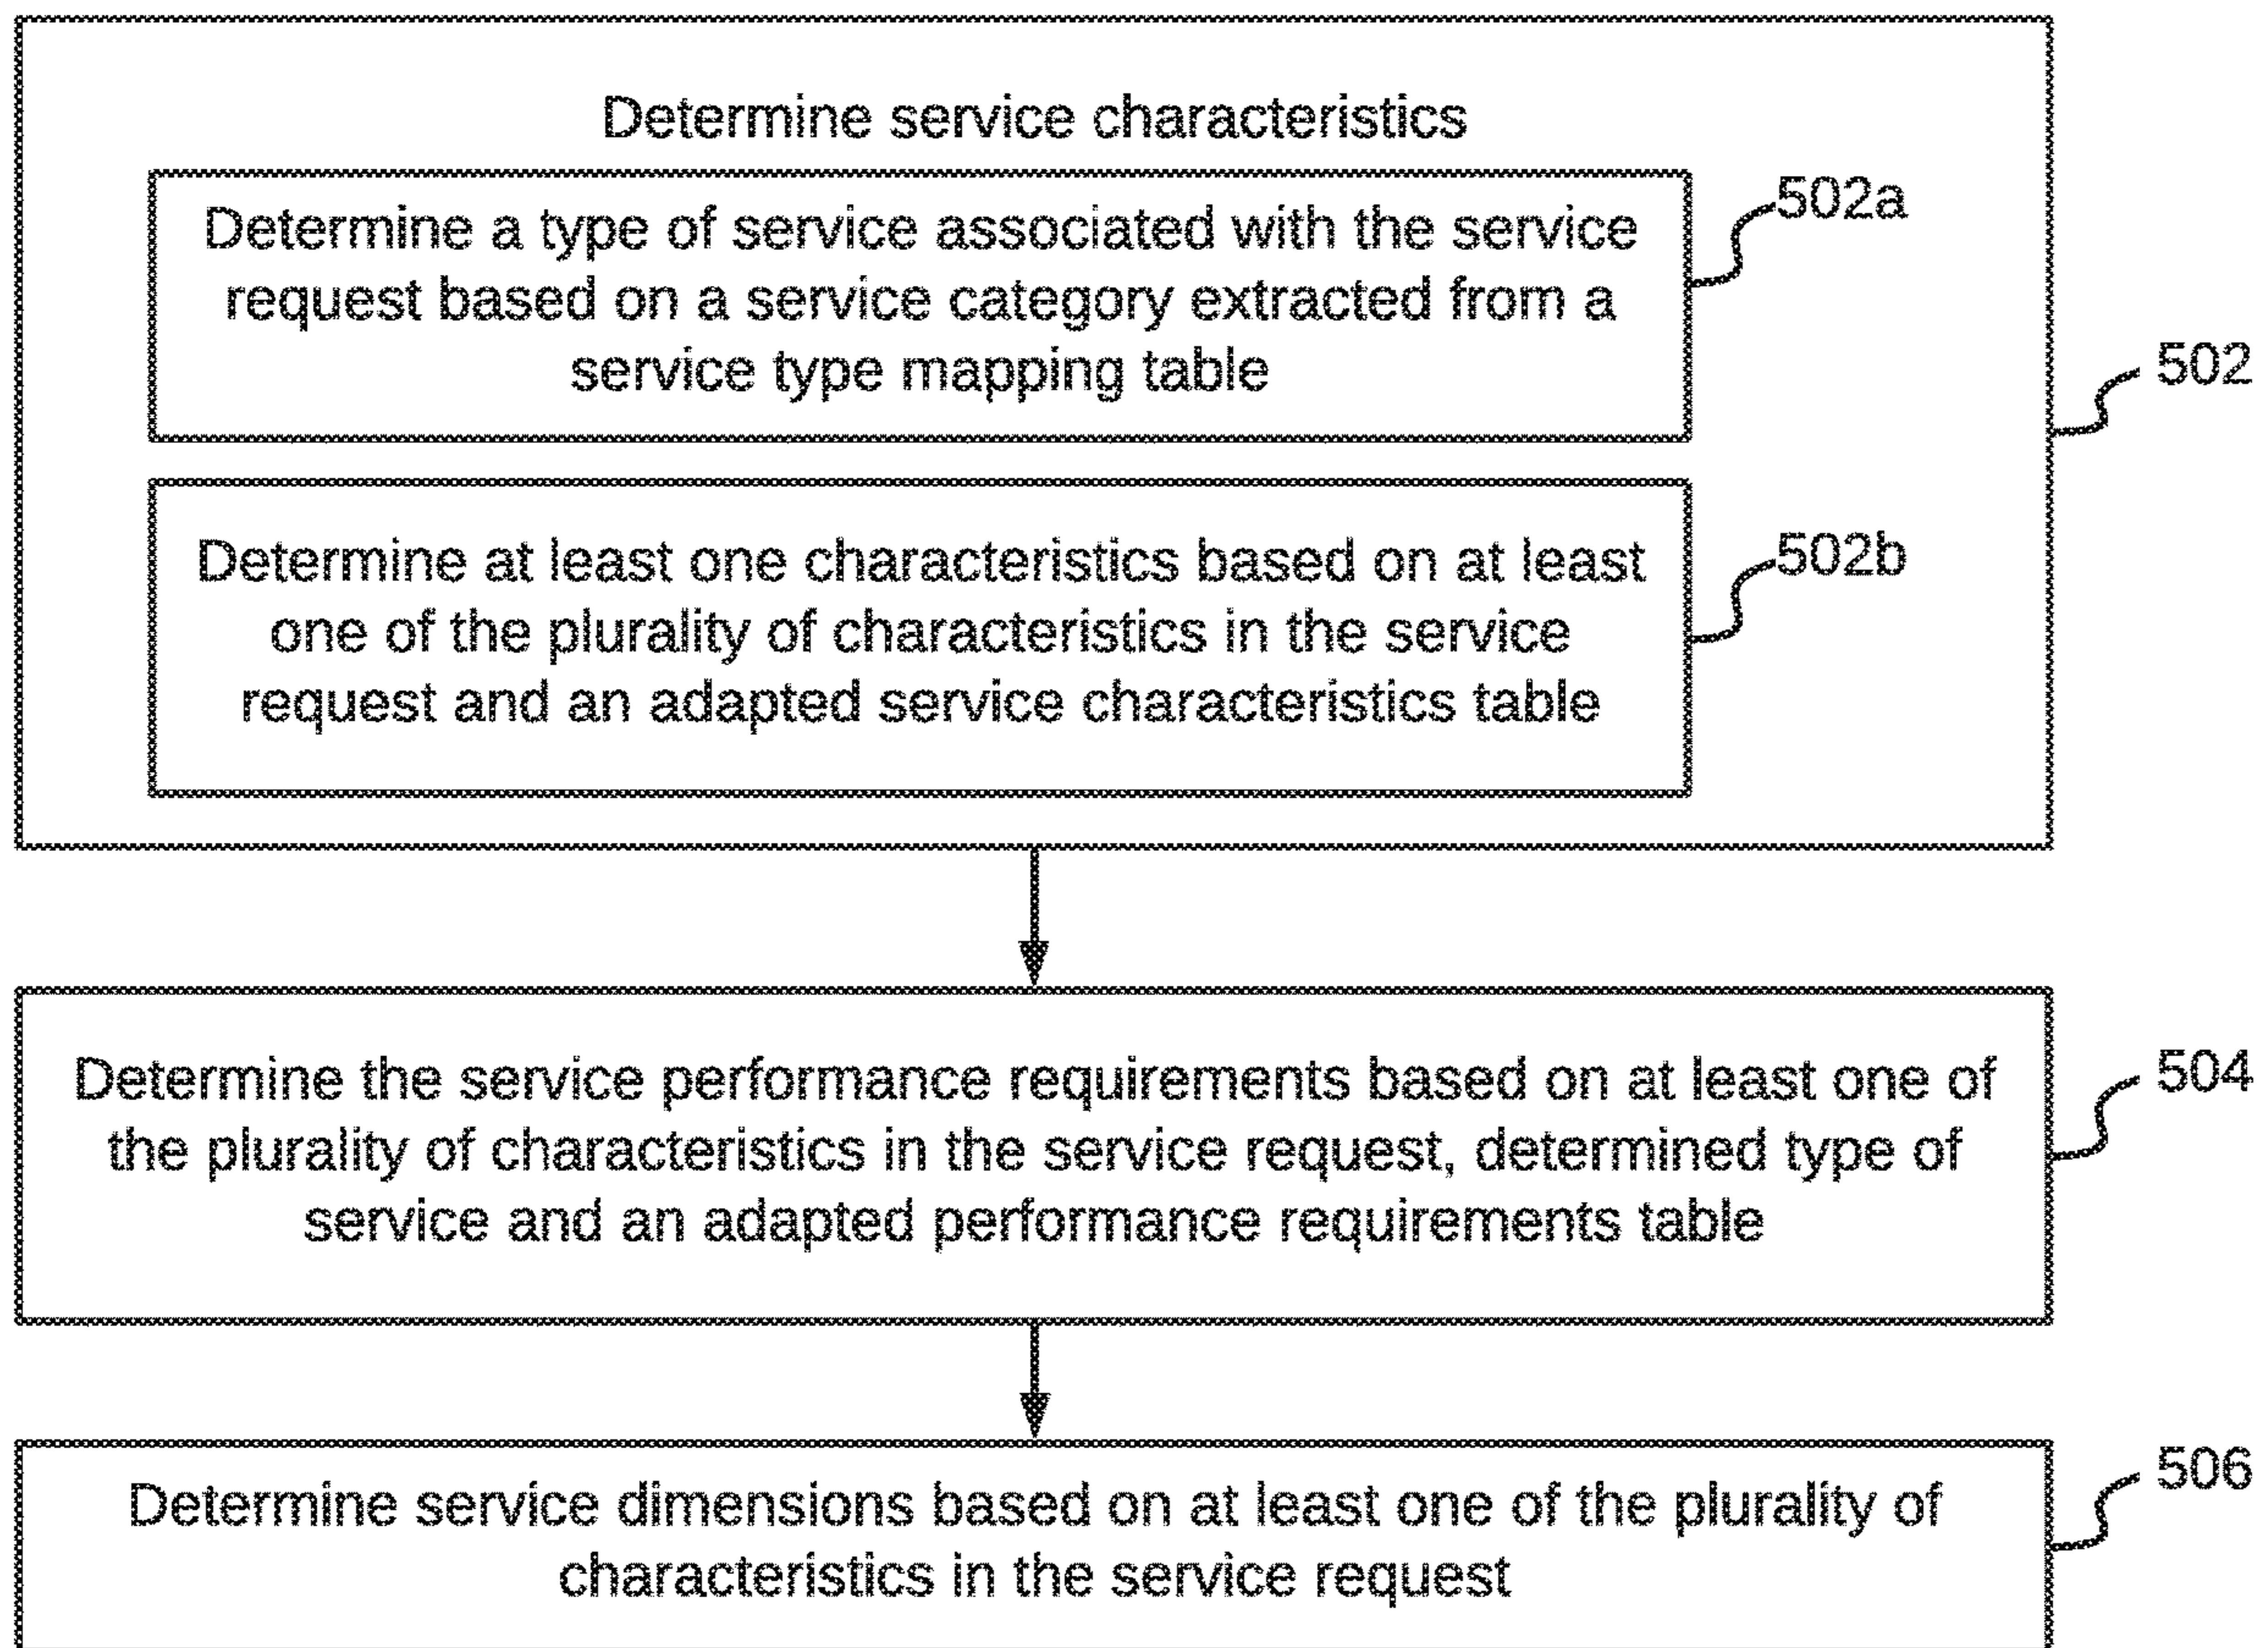 Determine service characteristics
Determine a type of service associated with the service
request based on a service category extracted from a
service type mapping table
502a
502
Determine at least one characteristics based on at least
one of the plurality of characteristics in the service
request and an adapted service characteristics table
502b
Determine the service performance requirements based on at least one of
the plurality of characteristics in the service request, determined type of
service and an adapted performance requirements table
504
Determine service dimensions based on at least one of the plurality of
characteristics in the service request
506